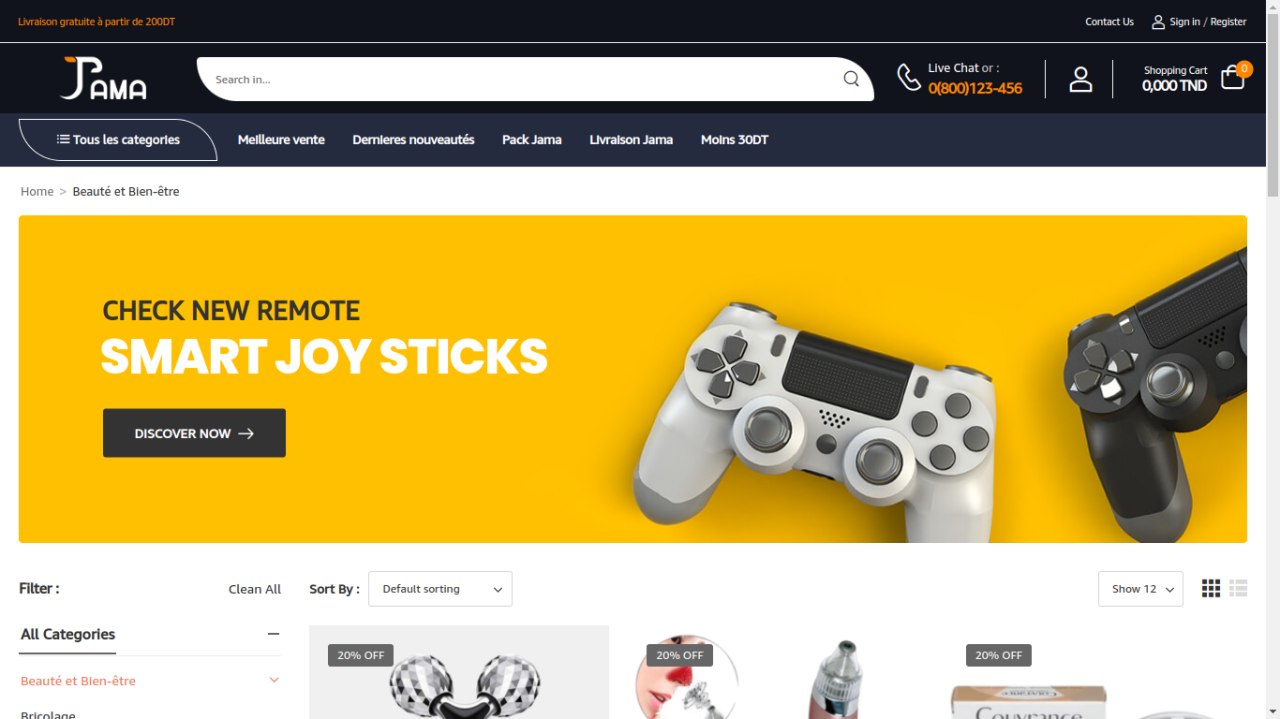 Livraison gratuite à partir de 200DT
Contact Us
Sign in / Register
JAMA
Search in...
Live Chat or :
0(800)123-456
Shopping Cart
0,000 TND
0
Tous les categories
Meilleure vente
Dernieres nouveautés
Pack Jama
Livraison Jama
Moins 30DT
Home > Beauté et Bien-être
CHECK NEW REMOTE
SMART JOY STICKS
DISCOVER NOW
Filter :
Clean All
Sort By :
Default sorting
Show 12
All Categories
20% OFF
20% OFF
20% OFF
Beauté et Bien-être
Couvrance
Bricolage